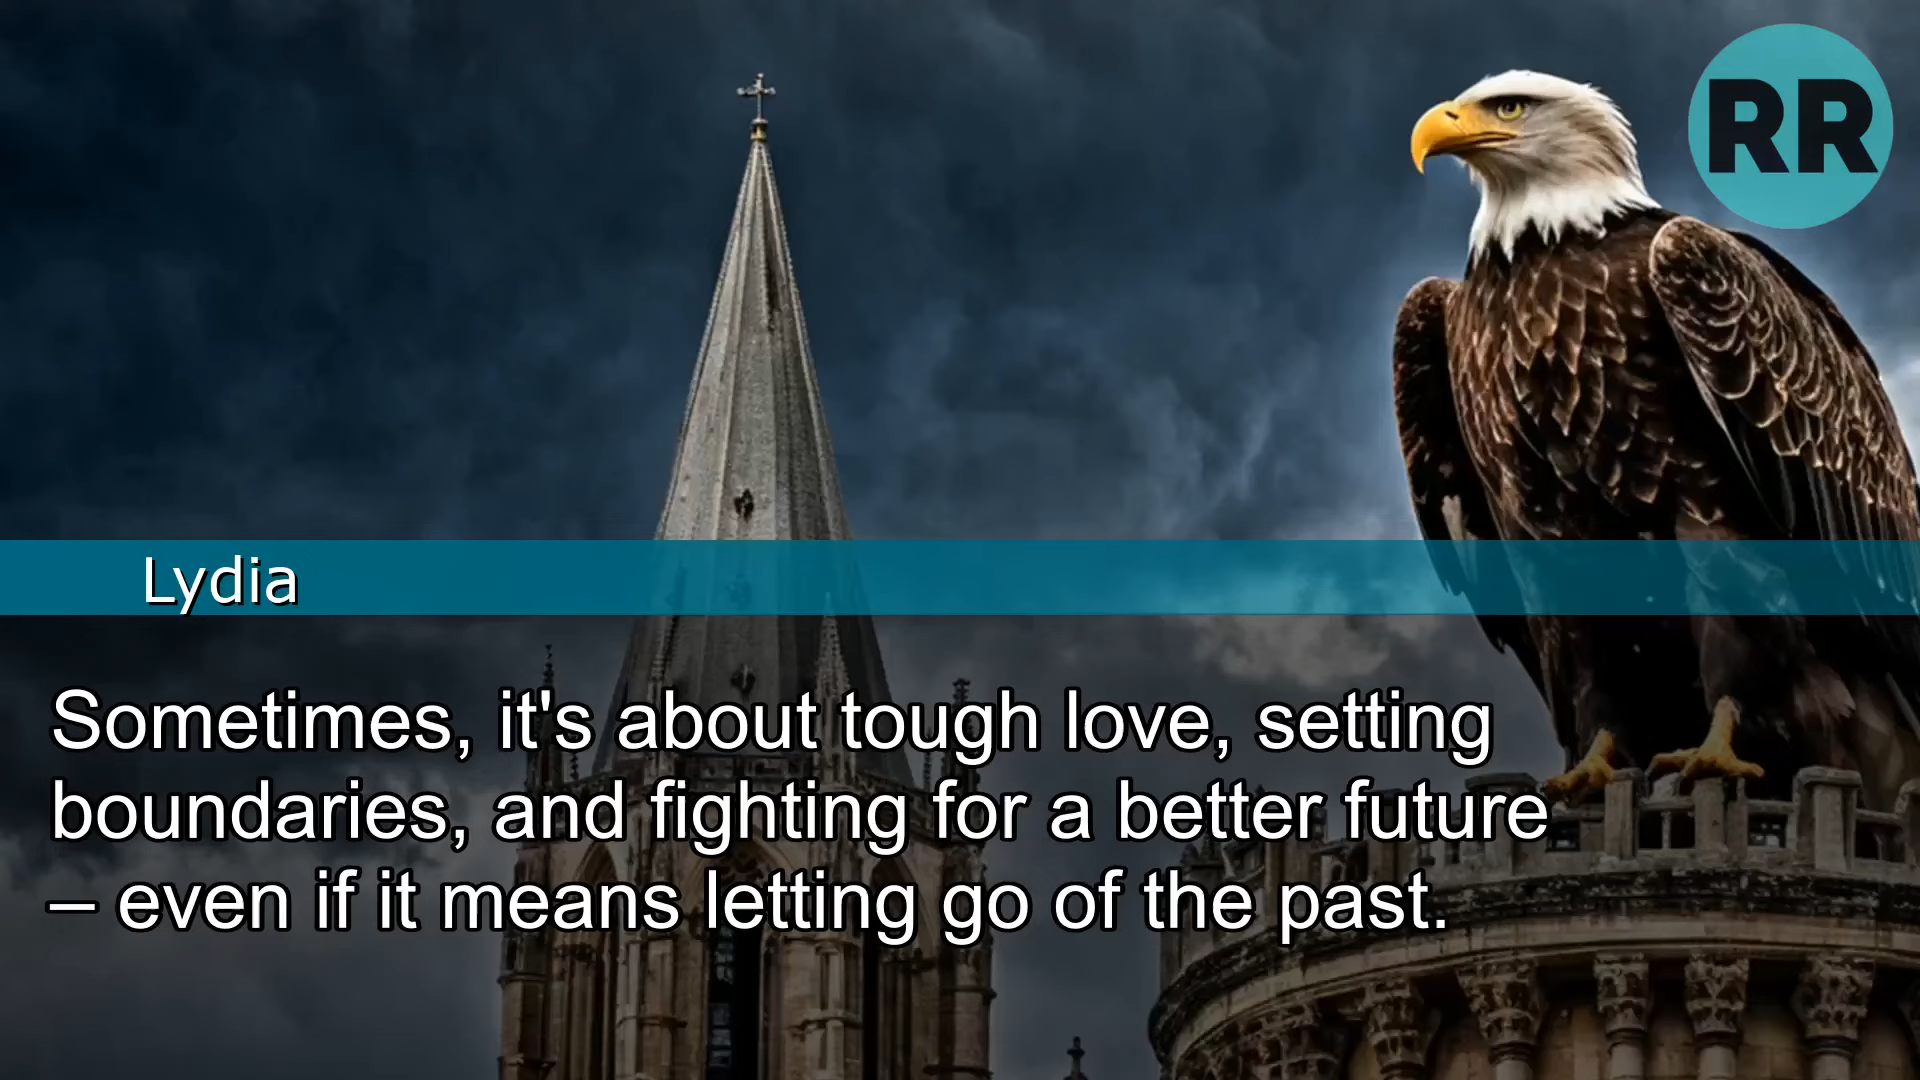 RR
Lydia
Sometimes, it's about tough love, setting
boundaries, and fighting for a better future
– even if it means letting go of the past.